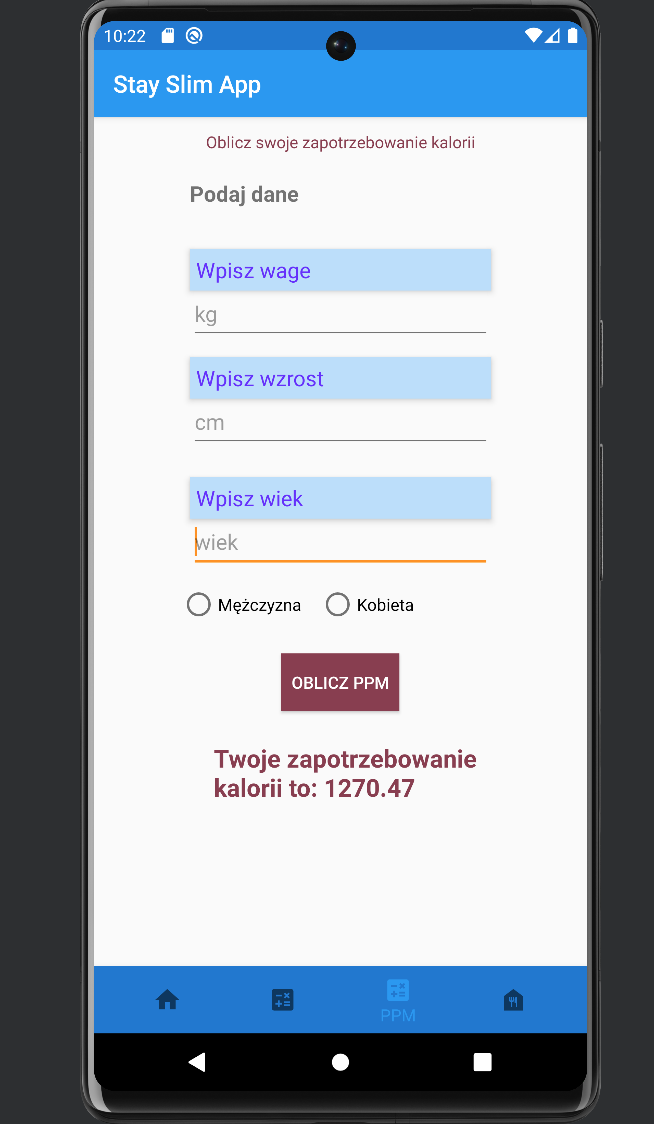 10:22
Stay Slim App
Oblicz swoje zapotrzebowanie kalorii
Podaj dane
Wpisz wage
kg
Wpisz wzrost
cm
Wpisz wiek
wiek
Mężczyzna Kobieta
OBLICZ PPM
Twoje zapotrzebowanie
kalorii to: 1270.47
PPM